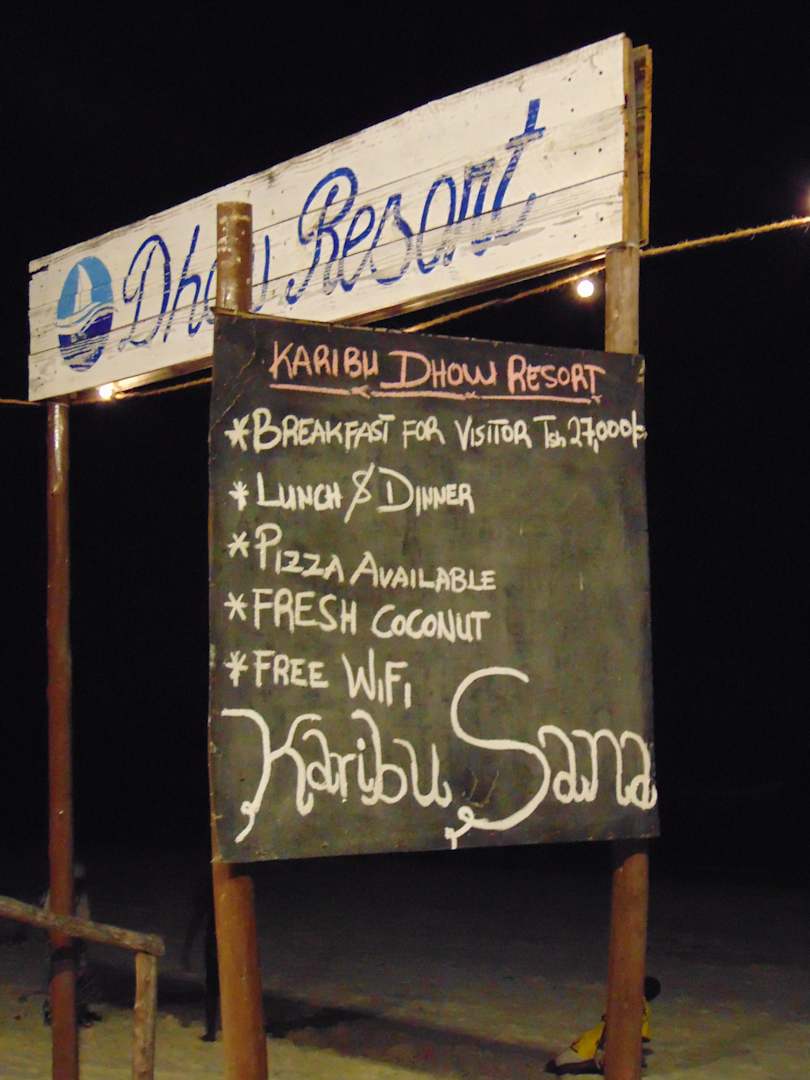 Dhow Resort
KARIBU DHOW RESORT
*BREAKFAST FOR VISITOR Tsh 27,000/=
*LUNCH & DINNER
*PIZZA AVAILABLE
*FRESH COCONUT
*FREE WIFI
Karibu Sana